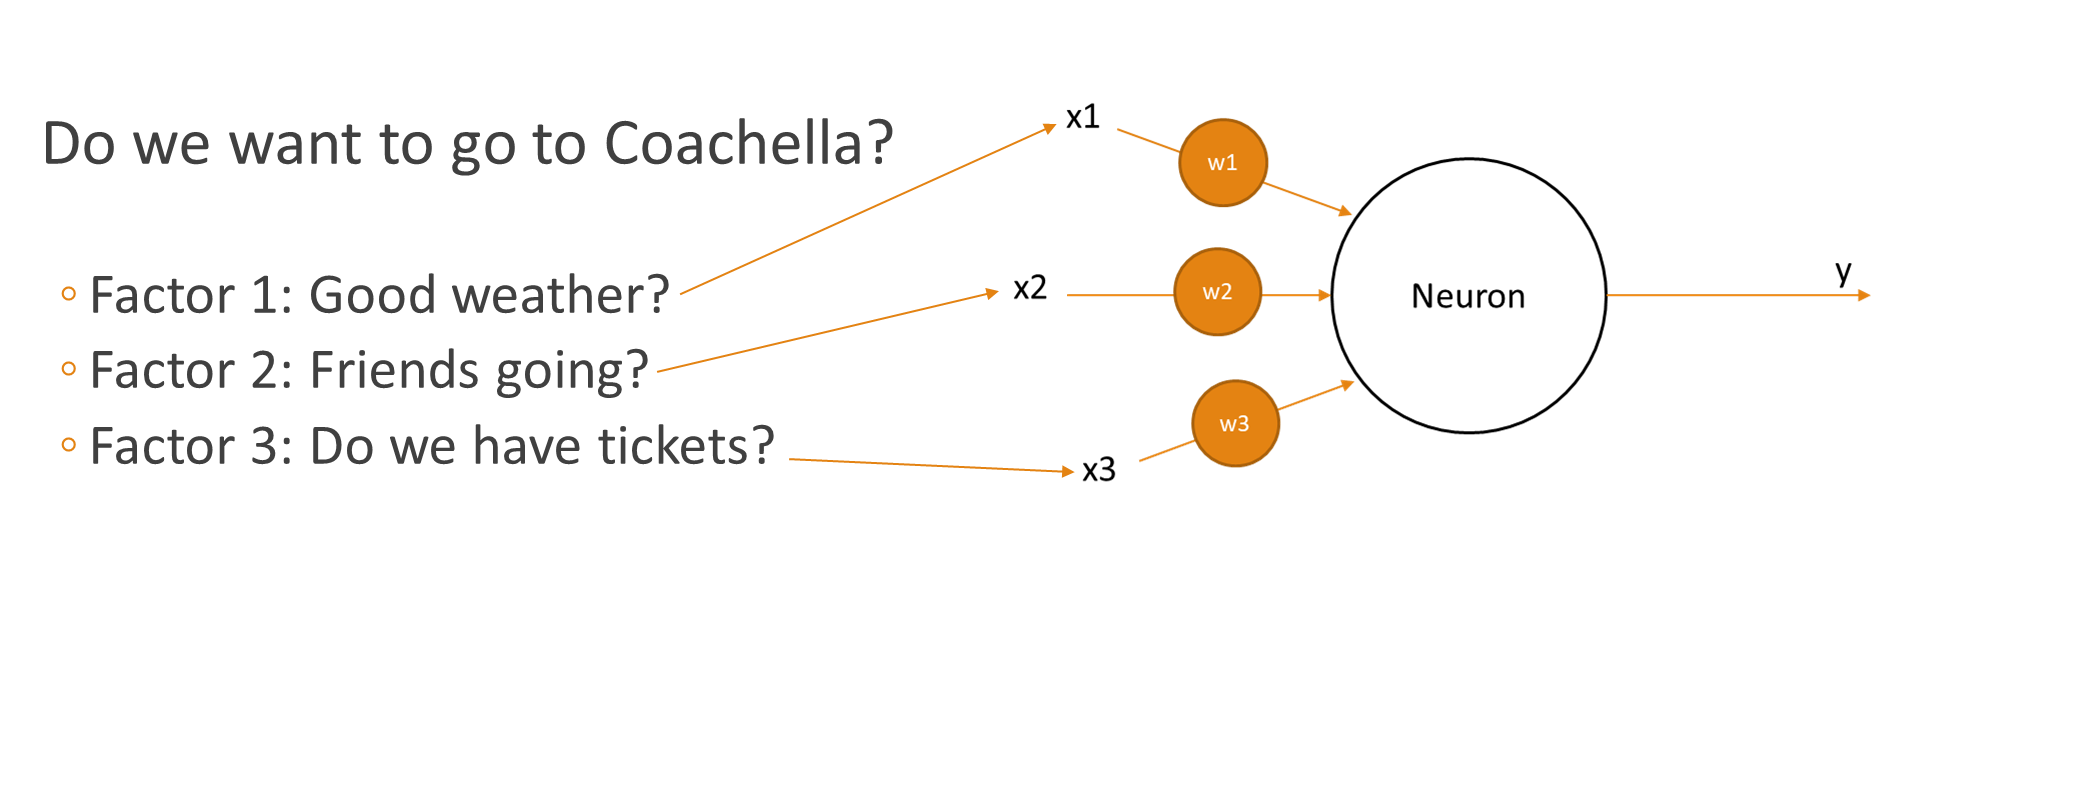 Do we want to go to Coachella?
Factor 1: Good weather?
Factor 2: Friends going?
Factor 3: Do we have tickets?
x1
w1
x2
w2
x3
w3
Neuron
y